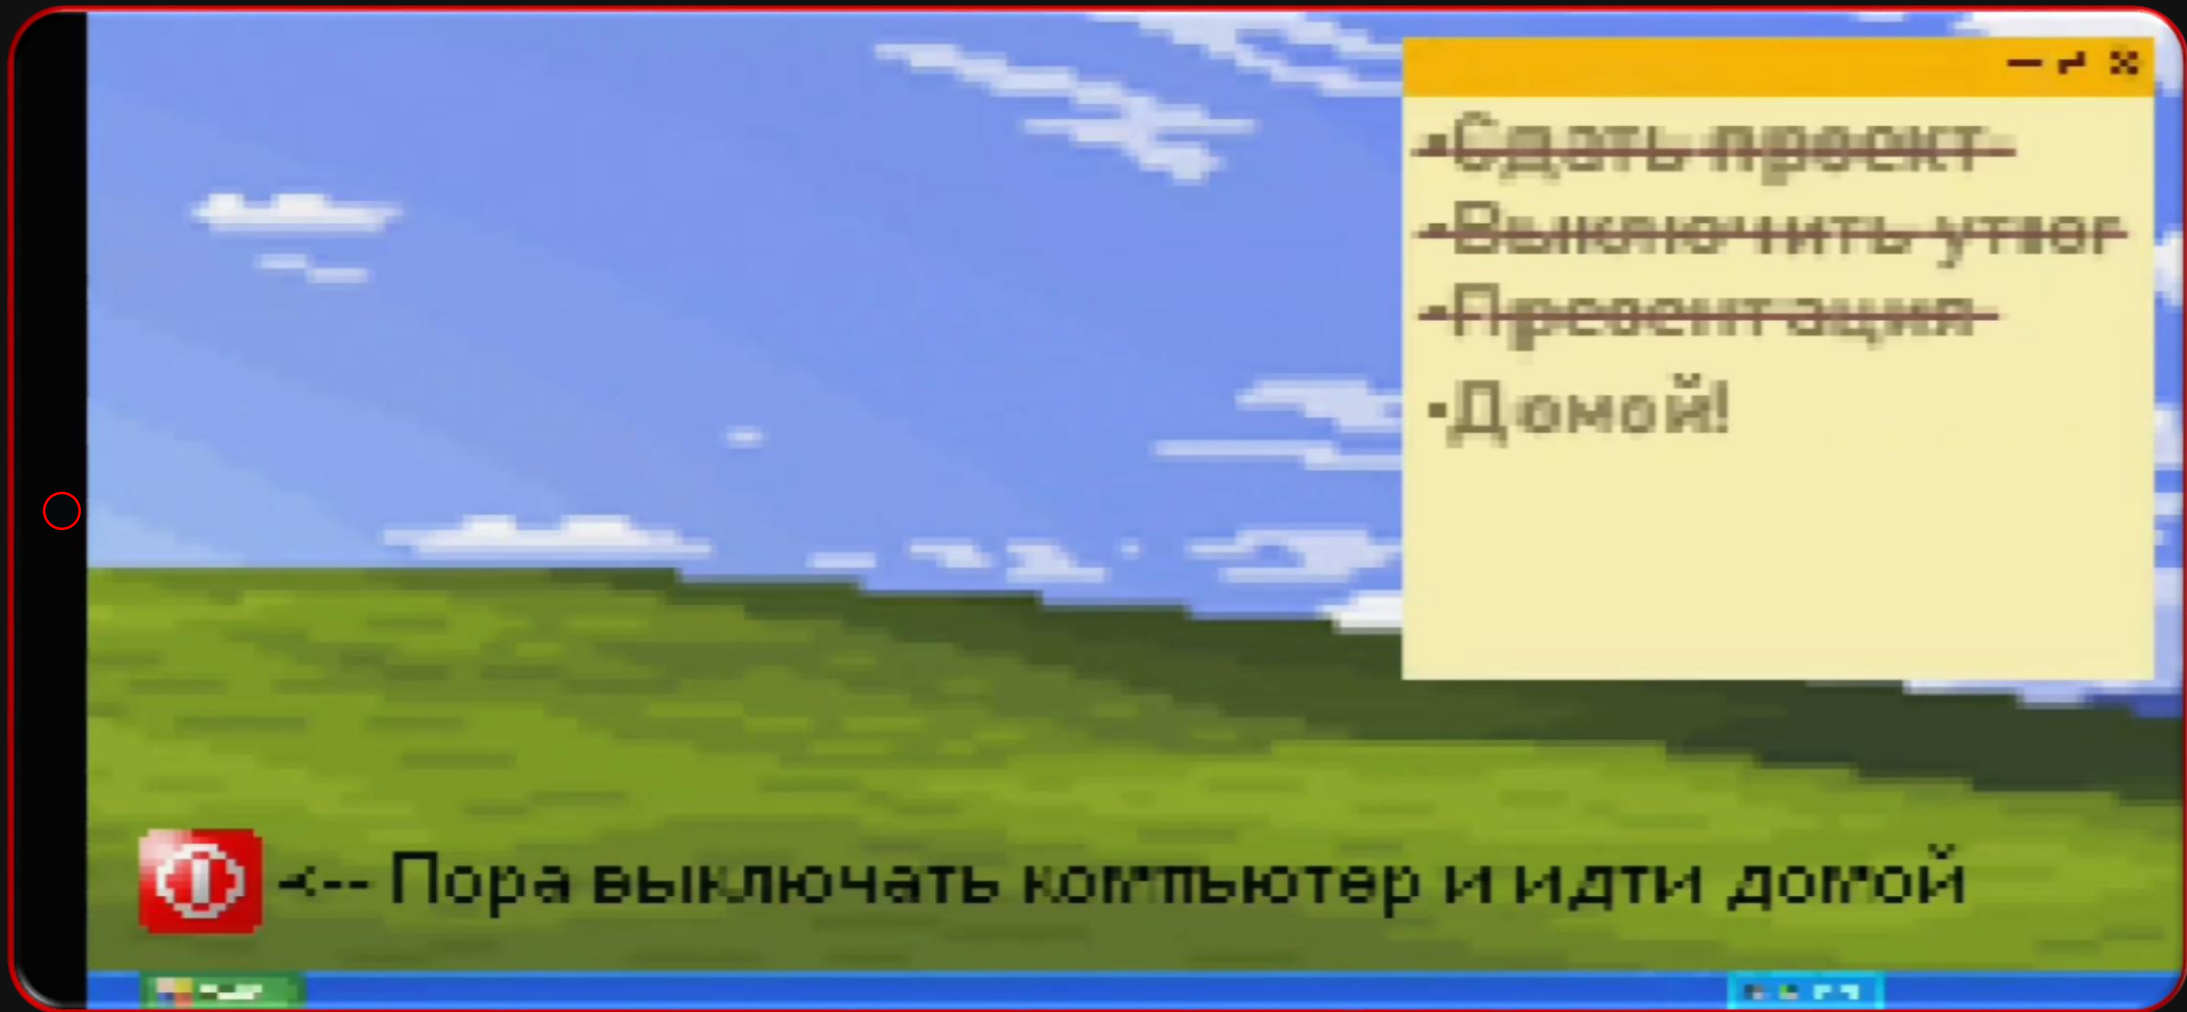 •Сдать проект
•Выключить утюг
•Презентация
•Домой!
<-- Пора выключать компьютер и идти домой